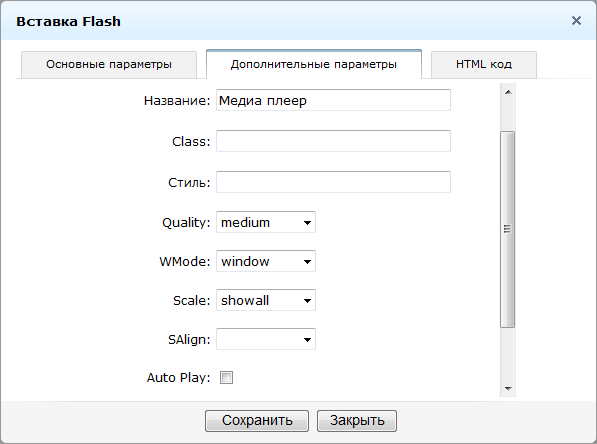 Вставка Flash
Основные параметры Дополнительные параметры HTML код
Название: Медиа плеер
Class:
Стиль:
Quality: medium
WMode: window
Scale: showall
SAlign:
Auto Play:
Сохранить Закрыть